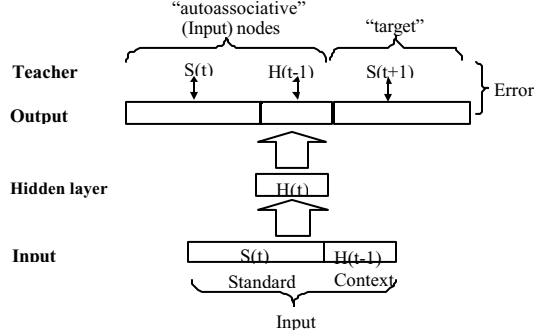 “autoassociative”
(Input) nodes
“target”
Teacher S(t) H(t-1) S(t+1)
Error
Output
Hidden layer H(t)
Input S(t) H(t-1)
Standard Context
Input